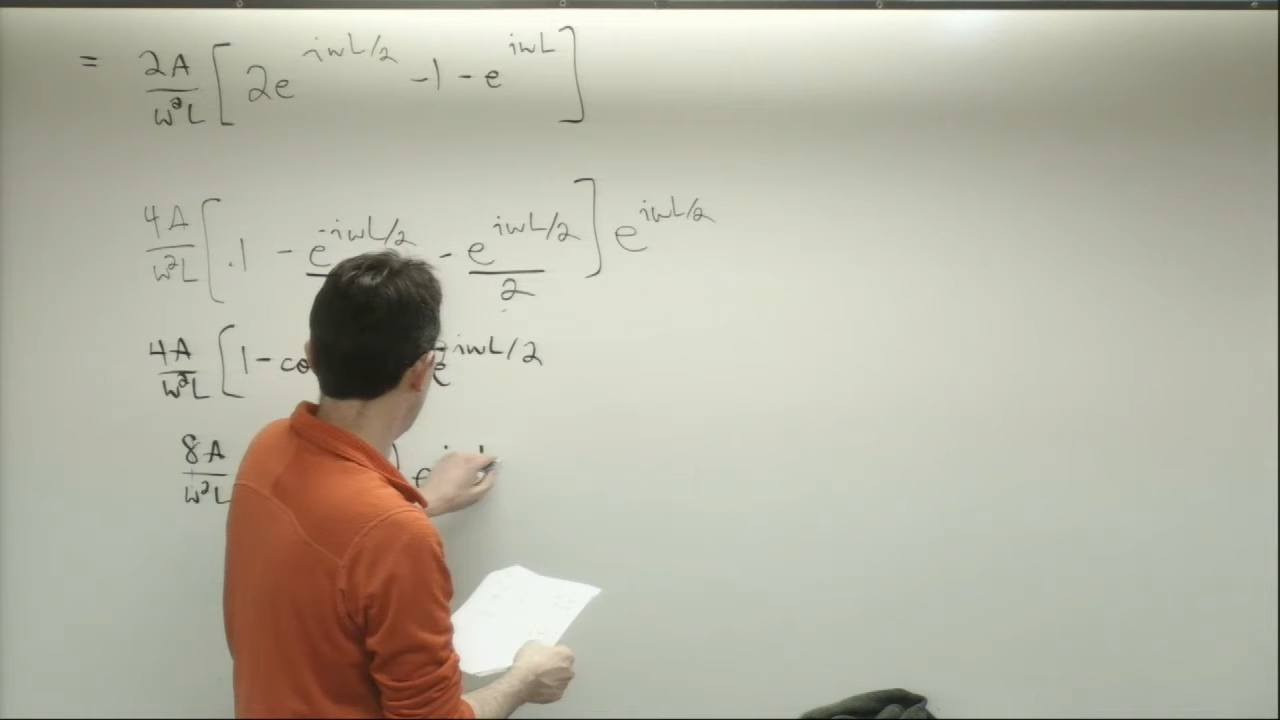 = 2A/w²L [ 2e^{iwL/2} -1 - e^{iwL} ]
4A/w²L [ .1 - e^{-iwL/2} - e^{iwL/2}/2 ] e^{iwL/2}
4A/w²L [ 1 - co e^{iwL/2}
8A/w²L ) e